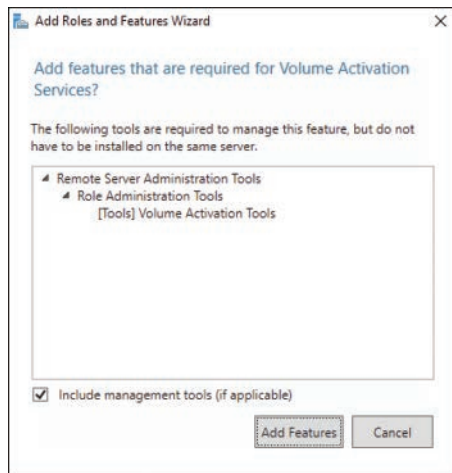 Add Roles and Features Wizard
Add features that are required for Volume Activation
Services?
The following tools are required to manage this feature, but do not
have to be installed on the same server.
Remote Server Administration Tools
Role Administration Tools
[Tools] Volume Activation Tools
Include management tools (if applicable)
Add Features
Cancel